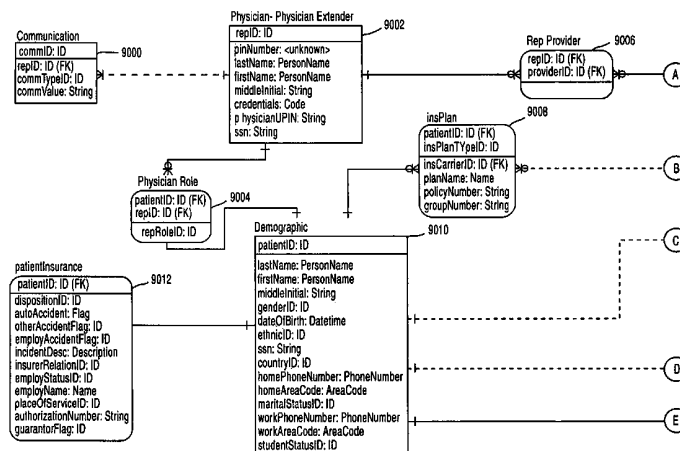 Communication
9000
commID: ID
repID: ID (FK)
commTypeID: ID
commValue: String
Physician- Physician Extender
9002
repID: ID
pinNumber: <unknown>
lastName: PersonName
firstName: PersonName
middleInitial: String
credentials: Code
p hysicianUPIN: String
ssn: String
Rep Provider
9006
repID: ID (FK)
providerID: ID (FK)
A
insPlan
9008
patientID: ID (FK)
insPlanTYpeID: ID
insCarrierID: ID (FK)
planName: Name
policyNumber: String
groupNumber: String
B
Physician Role
9004
patientID: ID (FK)
repID: ID (FK)
repRoleID: ID
Demographic
9010
patientID: ID
lastName: PersonName
firstName: PersonName
middleInitial: String
genderID: ID
dateOfBirth: Datetime
ethnicID: ID
ssn: String
countryID: ID
homePhoneNumber: PhoneNumber
homeAreaCode: AreaCode
maritalStatusID: ID
workPhoneNumber: PhoneNumber
workAreaCode: AreaCode
studentStatusID: ID
C
D
E
patientInsurance
9012
patientID: ID (FK)
dispositionID: ID
autoAccident: Flag
otherAccidentFlag: ID
employAccidentFlag: ID
incidentDesc: Description
insurerRelationID: ID
employStatusID: ID
employName: Name
placeOfServiceID: ID
authorizationNumber: String
guarantorFlag: ID